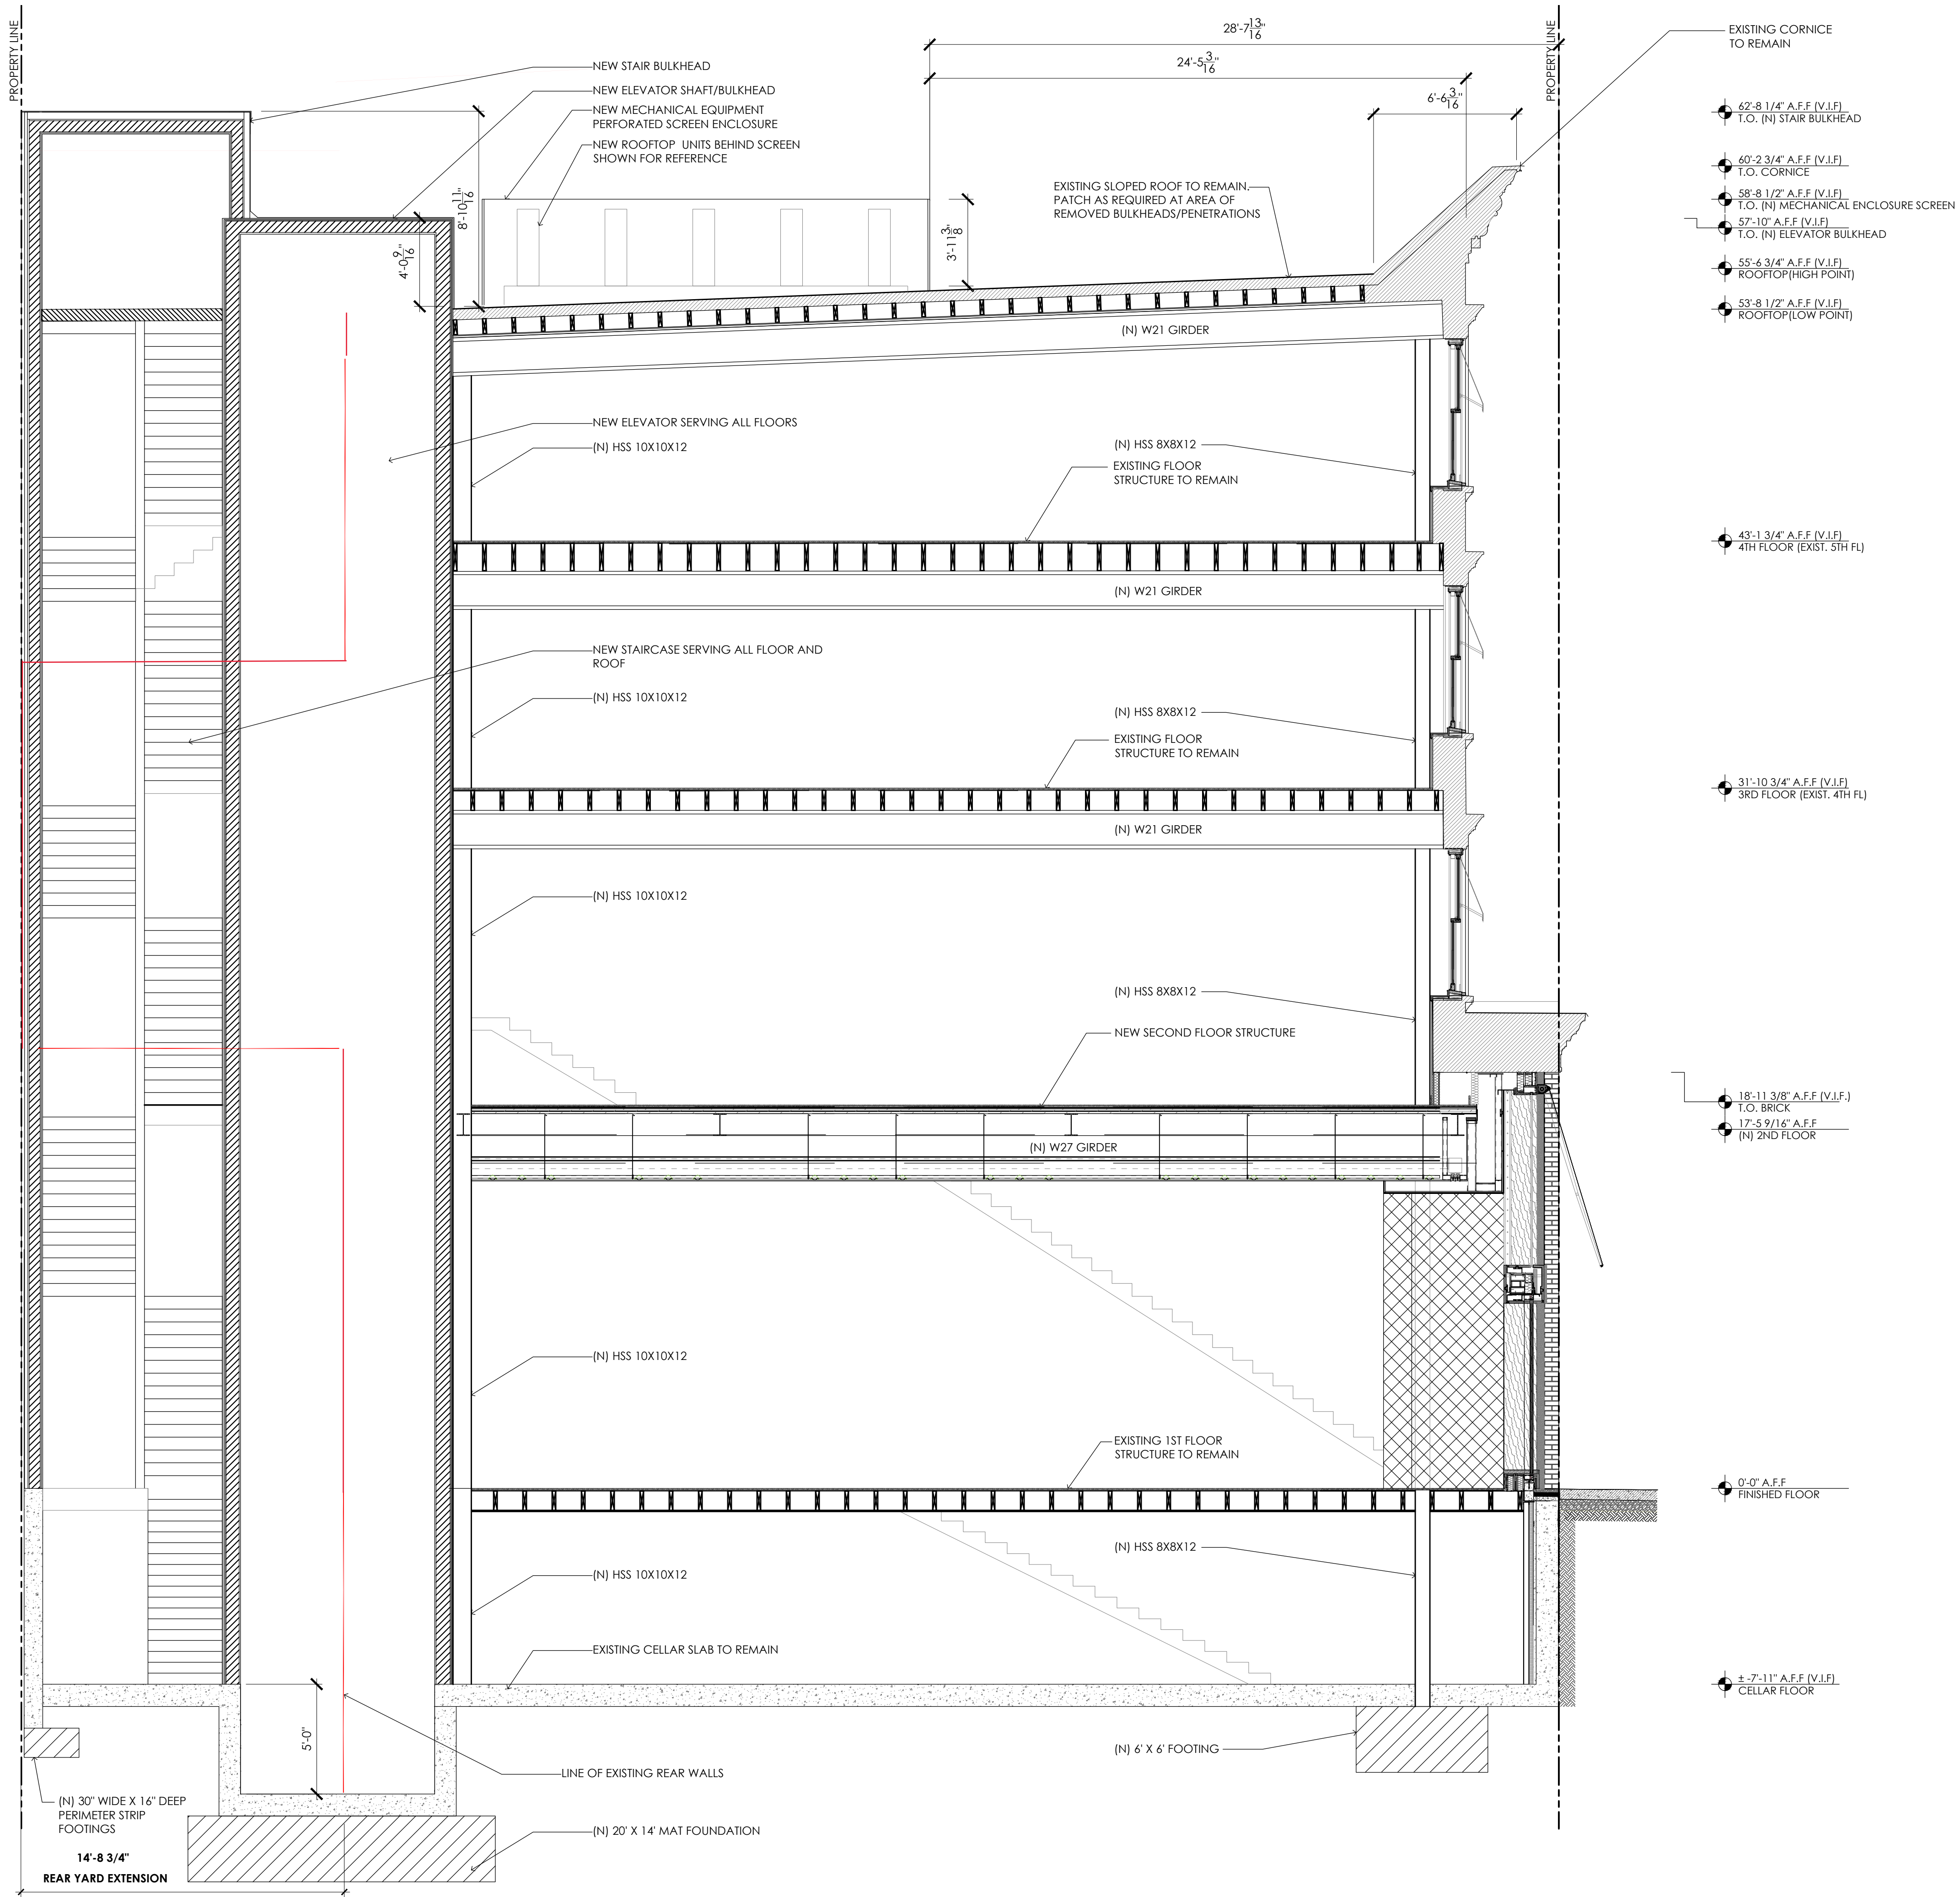 PROPERTY LINE
28'-7 13/16"
PROPERTY LINE
EXISTING CORNICE
TO REMAIN
24'-5 3/16"
6'-6 3/16"
NEW STAIR BULKHEAD
NEW ELEVATOR SHAFT/BULKHEAD
NEW MECHANICAL EQUIPMENT
PERFORATED SCREEN ENCLOSURE
NEW ROOFTOP UNITS BEHIND SCREEN
SHOWN FOR REFERENCE
8'-10 11/16"
4'-0 9/16"
3'-11 3/8"
EXISTING SLOPED ROOF TO REMAIN.
PATCH AS REQUIRED AT AREA OF
REMOVED BULKHEADS/PENETRATIONS
62'-8 1/4" A.F.F (V.I.F)
T.O. (N) STAIR BULKHEAD
60'-2 3/4" A.F.F (V.I.F)
T.O. CORNICE
58'-8 1/2" A.F.F (V.I.F)
T.O. (N) MECHANICAL ENCLOSURE SCREEN
57'-10" A.F.F (V.I.F)
T.O. (N) ELEVATOR BULKHEAD
55'-6 3/4" A.F.F (V.I.F)
ROOFTOP(HIGH POINT)
53'-8 1/2" A.F.F (V.I.F)
ROOFTOP(LOW POINT)
(N) W21 GIRDER
NEW ELEVATOR SERVING ALL FLOORS
(N) HSS 10X10X12
(N) HSS 8X8X12
EXISTING FLOOR
STRUCTURE TO REMAIN
43'-1 3/4" A.F.F (V.I.F)
4TH FLOOR (EXIST. 5TH FL)
(N) W21 GIRDER
NEW STAIRCASE SERVING ALL FLOOR AND
ROOF
(N) HSS 10X10X12
(N) HSS 8X8X12
EXISTING FLOOR
STRUCTURE TO REMAIN
31'-10 3/4" A.F.F (V.I.F)
3RD FLOOR (EXIST. 4TH FL)
(N) W21 GIRDER
(N) HSS 10X10X12
(N) HSS 8X8X12
NEW SECOND FLOOR STRUCTURE
18'-11 3/8" A.F.F (V.I.F.)
T.O. BRICK
17'-5 9/16" A.F.F
(N) 2ND FLOOR
(N) W27 GIRDER
(N) HSS 10X10X12
EXISTING 1ST FLOOR
STRUCTURE TO REMAIN
0'-0" A.F.F
FINISHED FLOOR
(N) HSS 8X8X12
(N) HSS 10X10X12
EXISTING CELLAR SLAB TO REMAIN
± -7'-11" A.F.F (V.I.F)
CELLAR FLOOR
5'-0"
(N) 6' X 6' FOOTING
LINE OF EXISTING REAR WALLS
(N) 30" WIDE X 16" DEEP
PERIMETER STRIP
FOOTINGS
(N) 20' X 14' MAT FOUNDATION
14'-8 3/4"
REAR YARD EXTENSION